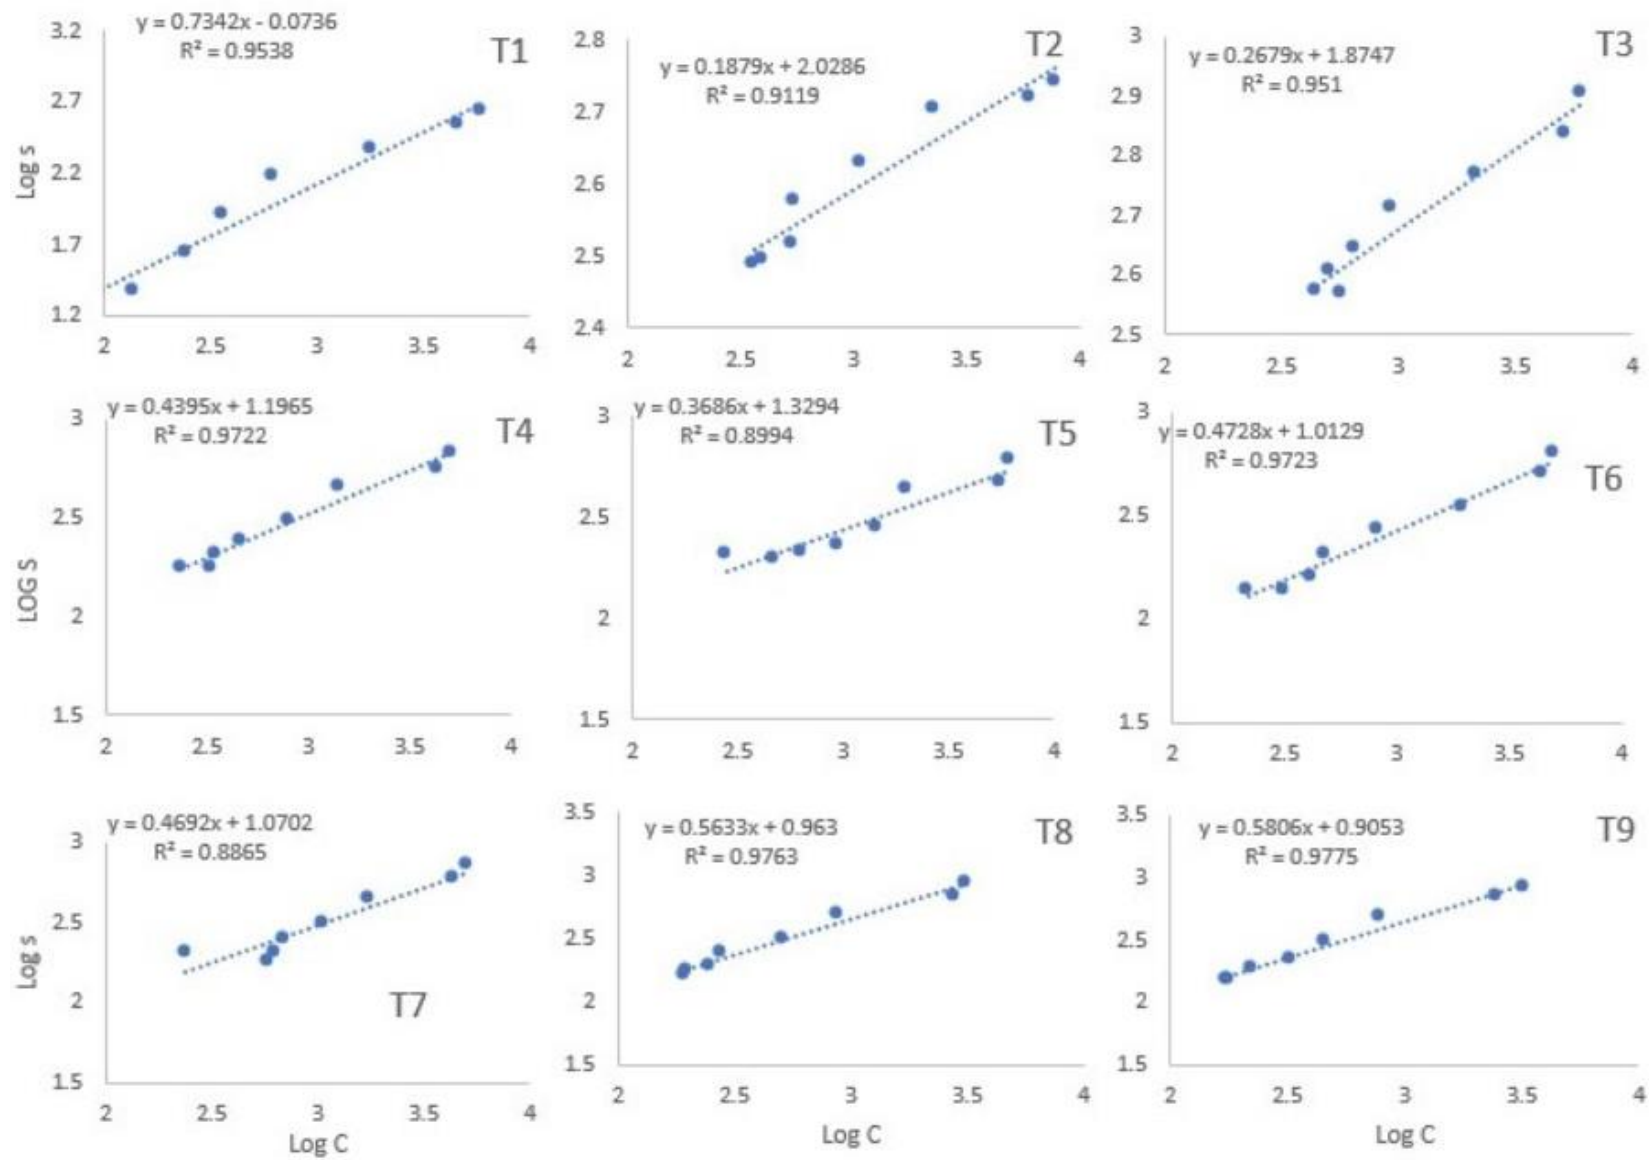 y = 0.7342x - 0.0736
R² = 0.9538
T1
3.2
2.7
2.2
1.7
1.2
Log s
2 2.5 3 3.5 4
y = 0.1879x + 2.0286
R² = 0.9119
T2
2.8
2.7
2.6
2.5
2.4
2 2.5 3 3.5 4
y = 0.2679x + 1.8747
R² = 0.951
T3
3
2.9
2.8
2.7
2.6
2.5
2 2.5 3 3.5 4
y = 0.4395x + 1.1965
R² = 0.9722
T4
3
2.5
2
1.5
LOG S
2 2.5 3 3.5 4
y = 0.3686x + 1.3294
R² = 0.8994
T5
3
2.5
2
1.5
2 2.5 3 3.5 4
y = 0.4728x + 1.0129
R² = 0.9723
T6
3
2.5
2
1.5
2 2.5 3 3.5 4
y = 0.4692x + 1.0702
R² = 0.8865
T7
3
2.5
2
1.5
Log s
2 2.5 3 3.5 4
Log C
y = 0.5633x + 0.963
R² = 0.9763
T8
3.5
3
2.5
2
1.5
2 2.5 3 3.5 4
Log C
y = 0.5806x + 0.9053
R² = 0.9775
T9
3.5
3
2.5
2
1.5
2 2.5 3 3.5 4
Log C